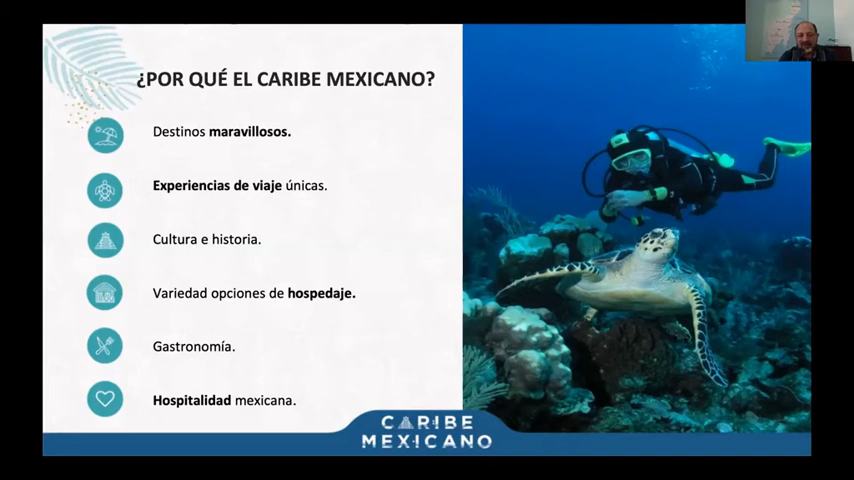 ¿POR QUÉ EL CARIBE MEXICANO?
Destinos maravillosos.
Experiencias de viaje únicas.
Cultura e historia.
Variedad opciones de hospedaje.
Gastronomía.
Hospitalidad mexicana.
CARIBE
MEXICANO